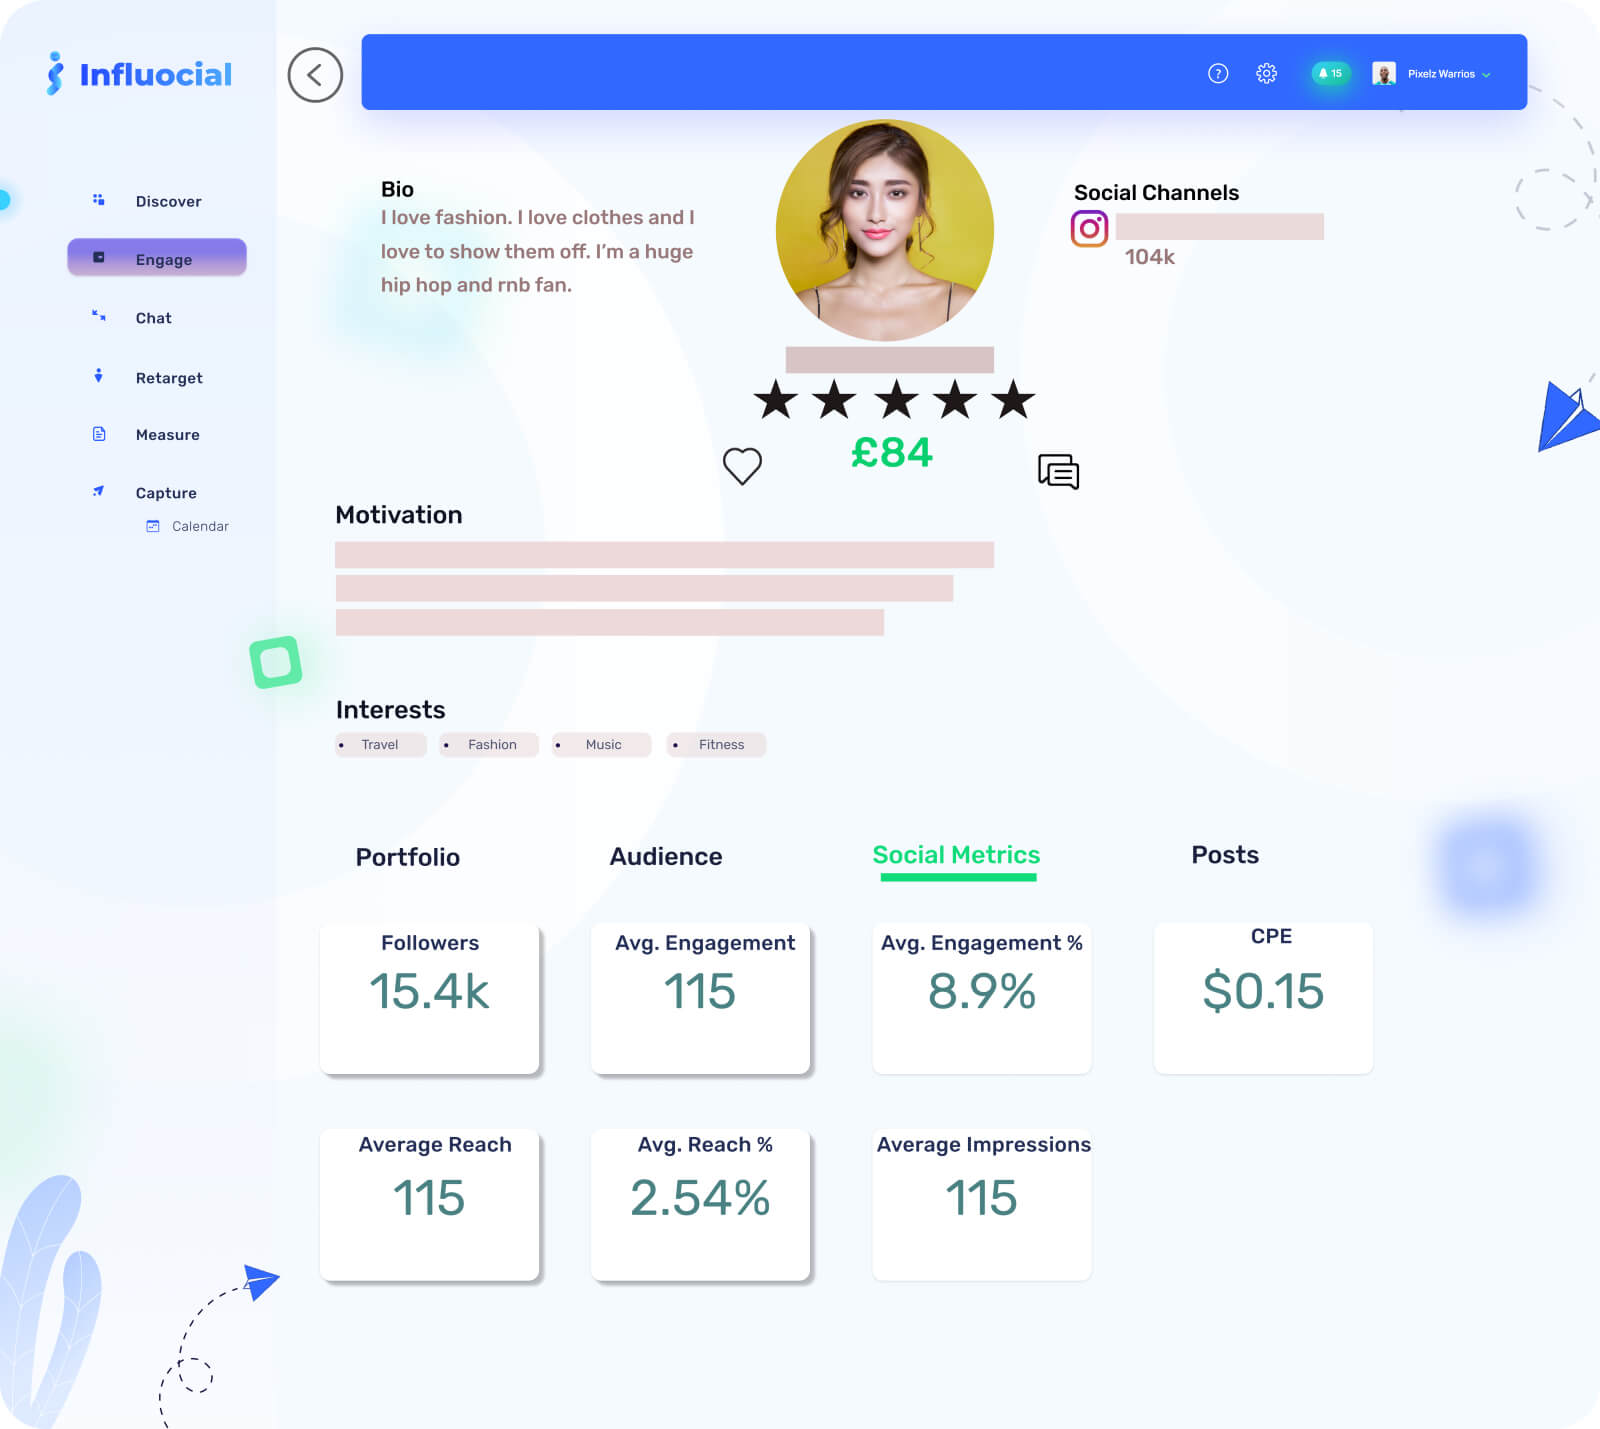 Influocial
? 15 Pixelz Warrios
Discover
Engage
Chat
Retarget
Measure
Capture
Calendar
Bio
I love fashion. I love clothes and I
love to show them off. I’m a huge
hip hop and rnb fan.
Social Channels
104k
£84
Motivation
Interests
• Travel • Fashion • Music • Fitness
Portfolio Audience Social Metrics Posts
Followers Avg. Engagement Avg. Engagement % CPE
15.4k 115 8.9% $0.15
Average Reach Avg. Reach % Average Impressions
115 2.54% 115